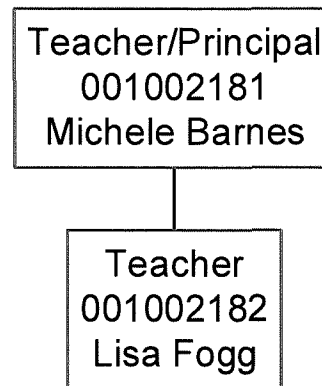 Teacher/Principal
001002181
Michele Barnes
Teacher
001002182
Lisa Fogg